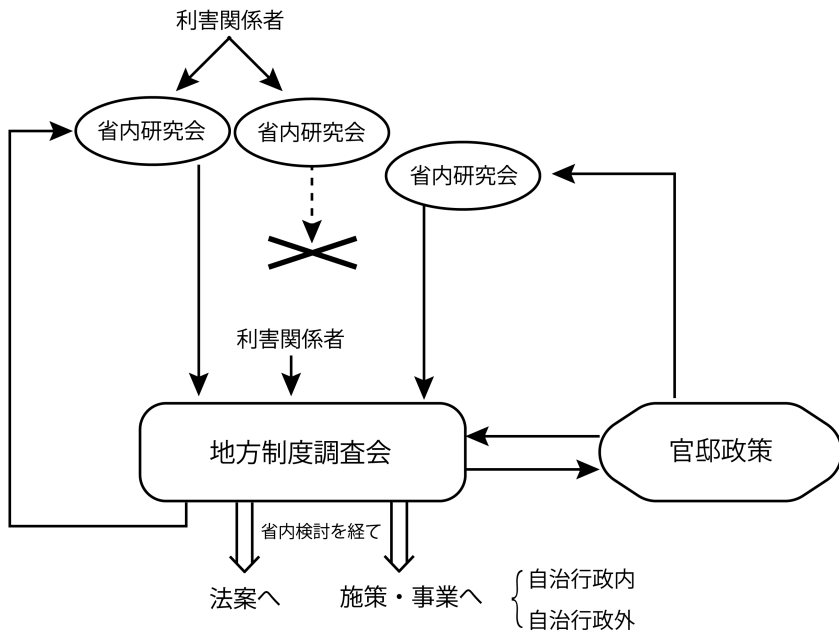 利害関係者
省内研究会
省内研究会
省内研究会
利害関係者
地方制度調査会
官邸政策
省内検討を経て
法案へ
施策・事業へ
自治行政内
自治行政外